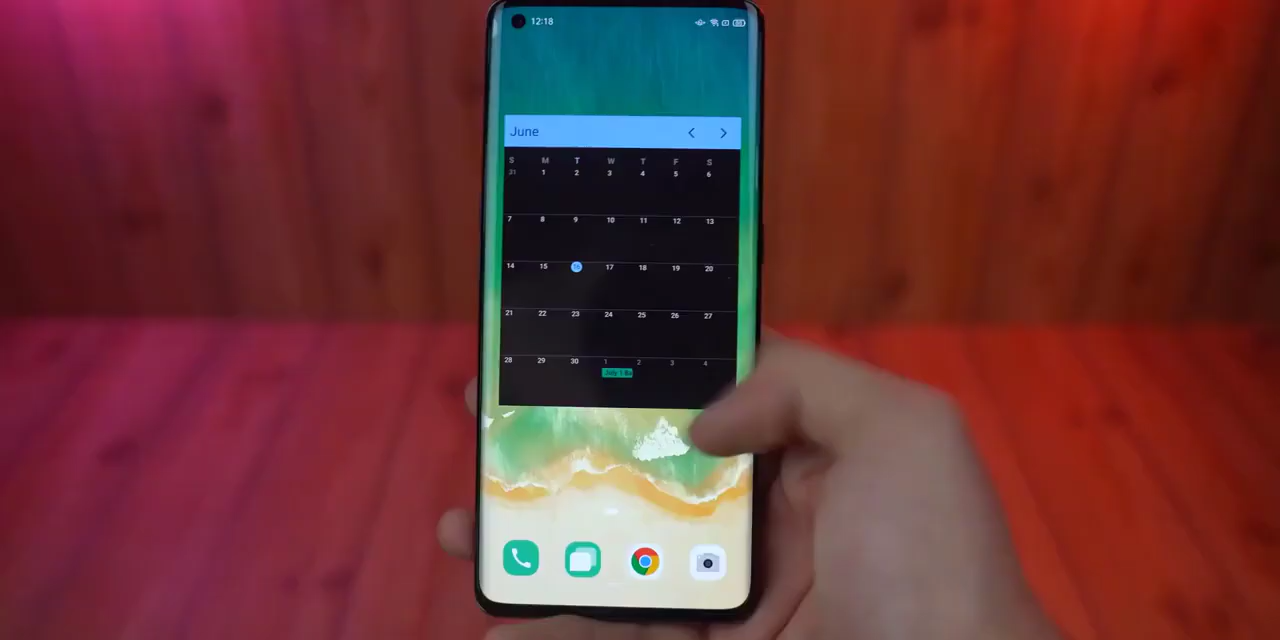 12:18
June
S M T W T F S
31 1 2 3 4 5 6
7 8 9 10 11 12 13
14 15 16 17 18 19 20
21 22 23 24 25 26 27
28 29 30 1 2 3 4
July 1